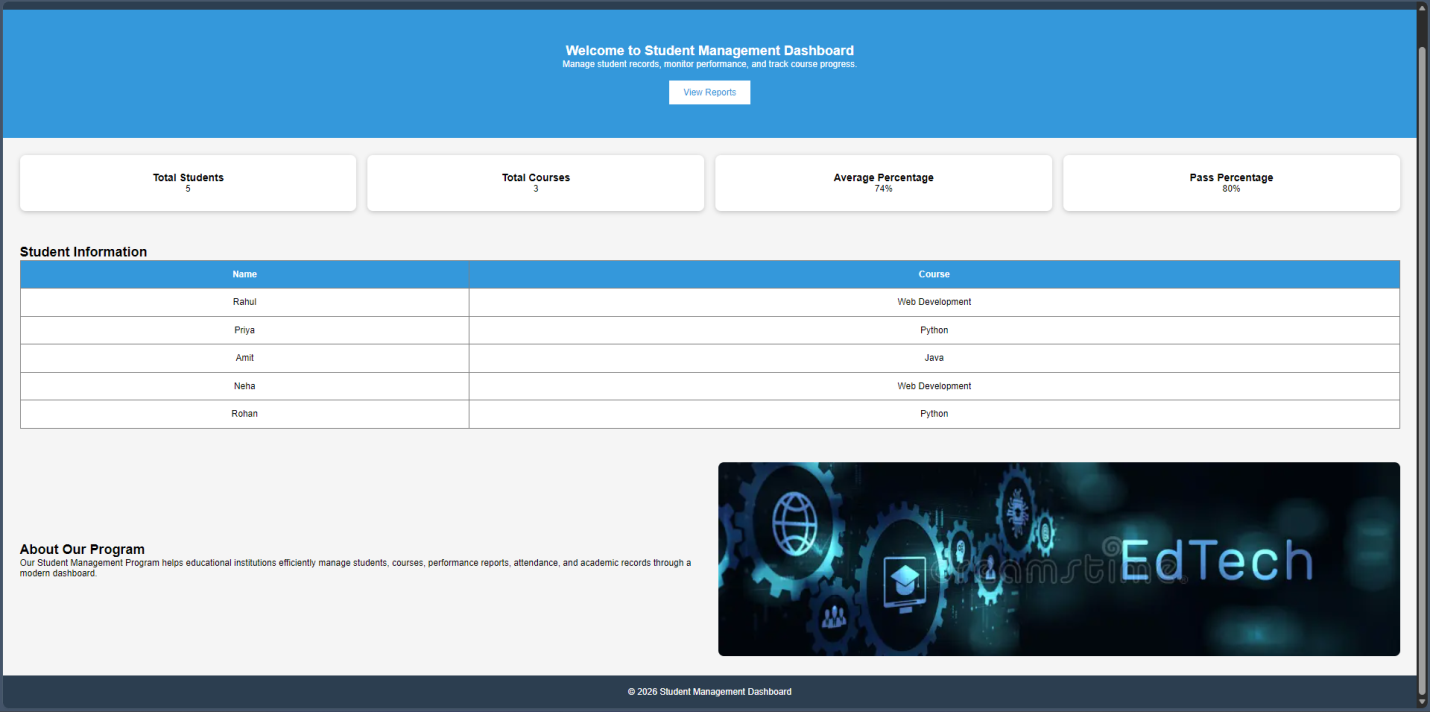 Welcome to Student Management Dashboard
Manage student records, monitor performance, and track course progress.
View Reports
Total Students
5
Total Courses
3
Average Percentage
74%
Pass Percentage
80%
Student Information
Name Course
Rahul Web Development
Priya Python
Amit Java
Neha Web Development
Rohan Python
About Our Program
Our Student Management Program helps educational institutions efficiently manage students, courses, performance reports, attendance, and academic records through a
modern dashboard.
EdTech
dreamstime.
© 2026 Student Management Dashboard